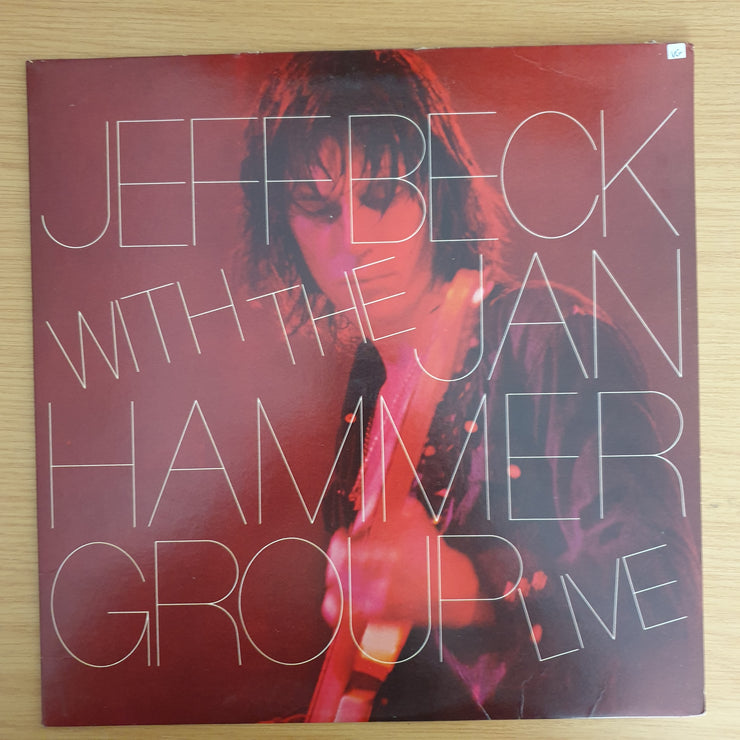 JEFF BECK
WITH THE JAN
HAMMER
GROUP LIVE